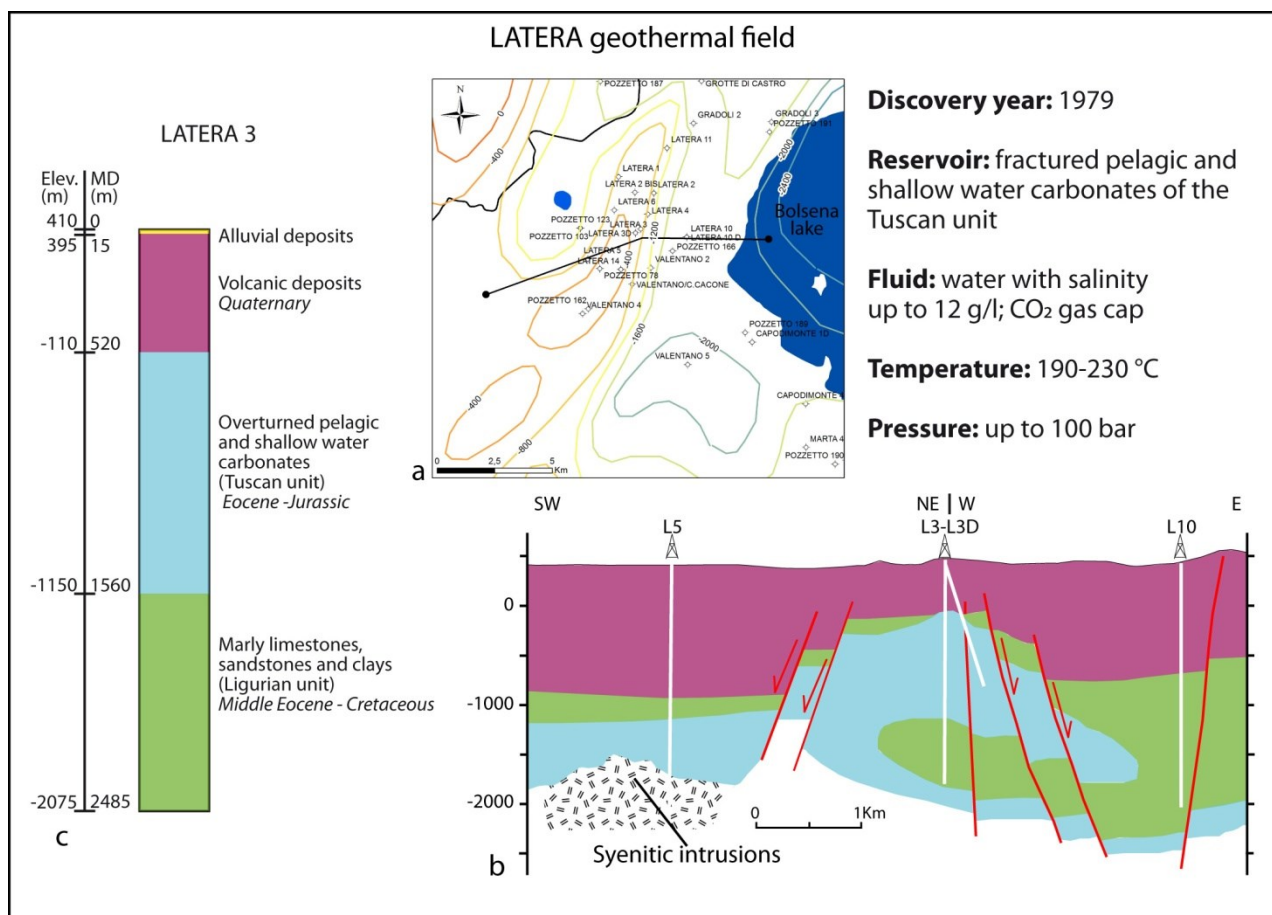 LATERA geothermal field
LATERA 3
Elev. (m)
MD (m)
410
0
395
15
-110
520
-1150
1560
-2075
2485
Alluvial deposits
Volcanic deposits
Quaternary
Overturned pelagic
and shallow water
carbonates
(Tuscan unit)
Eocene -Jurassic
Marly limestones,
sandstones and clays
(Ligurian unit)
Middle Eocene - Cretaceous
c
N
POZZETTO 187
GROTTE DI CASTRO
GRADOLI 2
GRADOLI 3
POZZETTO 191
LATERA 11
LATERA 1
LATERA 2 BIS
LATERA 2
LATERA 6
LATERA 4
POZZETTO 123
LATERA 3
POZZETTO 103
LATERA 3D
LATERA 10
LATERA 10 D
POZZETTO 166
LATERA 5
LATERA 14
VALENTANO 2
POZZETTO 78
VALENTANO/C.CACONE
POZZETTO 162
VALENTANO 4
POZZETTO 189
CAPODIMONTE 1D
VALENTANO 5
CAPODIMONTE
MARTA 4
POZZETTO 190
Bolsena
lake
0
-400
-2000
-2400
-1200
-400
-1600
-2000
-400
-800
0
2,5
5
Km
a
Discovery year: 1979
Reservoir: fractured pelagic and
shallow water carbonates of the
Tuscan unit
Fluid: water with salinity
up to 12 g/l; CO₂ gas cap
Temperature: 190-230 °C
Pressure: up to 100 bar
SW
NE | W
E
L5
L3-L3D
L10
0
-1000
-2000
0
1Km
Syenitic intrusions
b